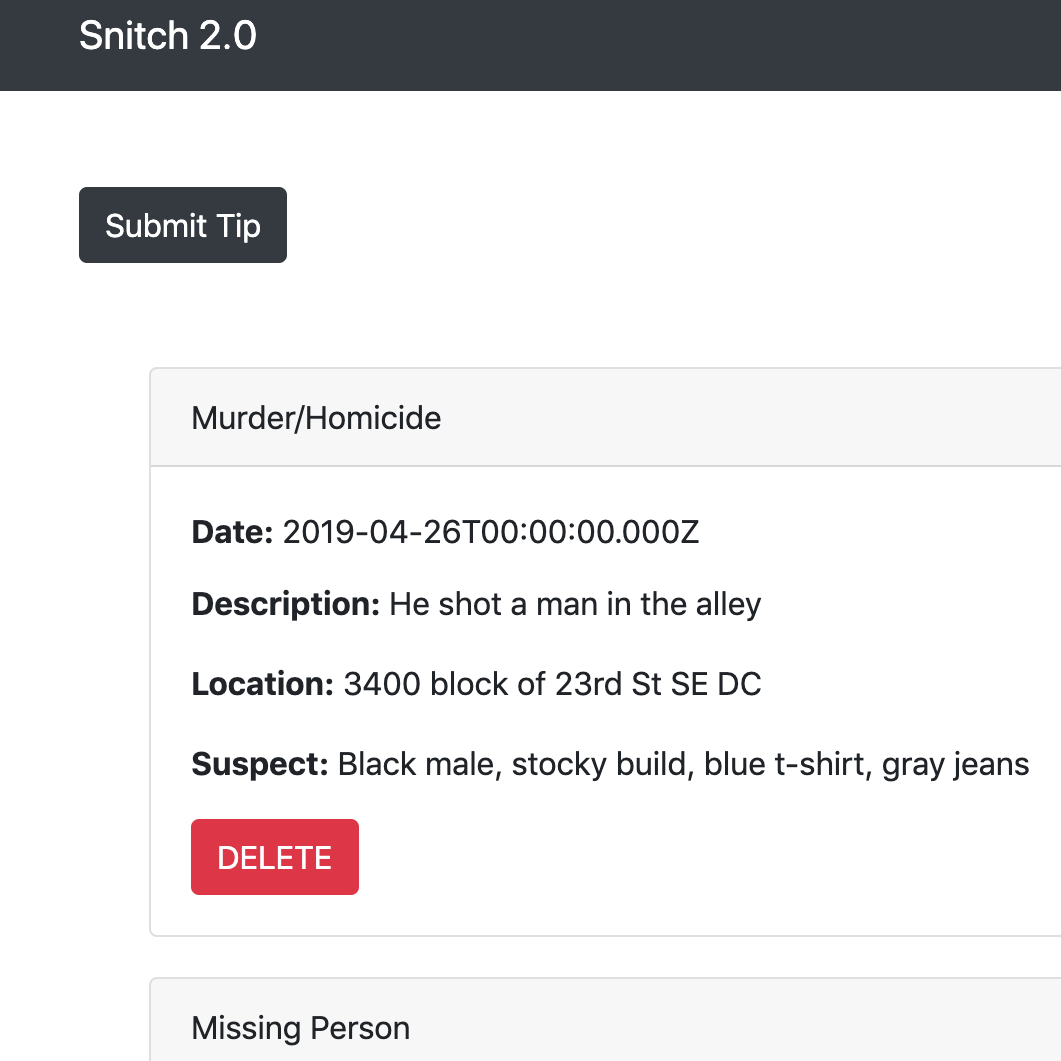 Snitch 2.0
Submit Tip
Murder/Homicide
Date: 2019-04-26T00:00:00.000Z
Description: He shot a man in the alley
Location: 3400 block of 23rd St SE DC
Suspect: Black male, stocky build, blue t-shirt, gray jeans
DELETE
Missing Person